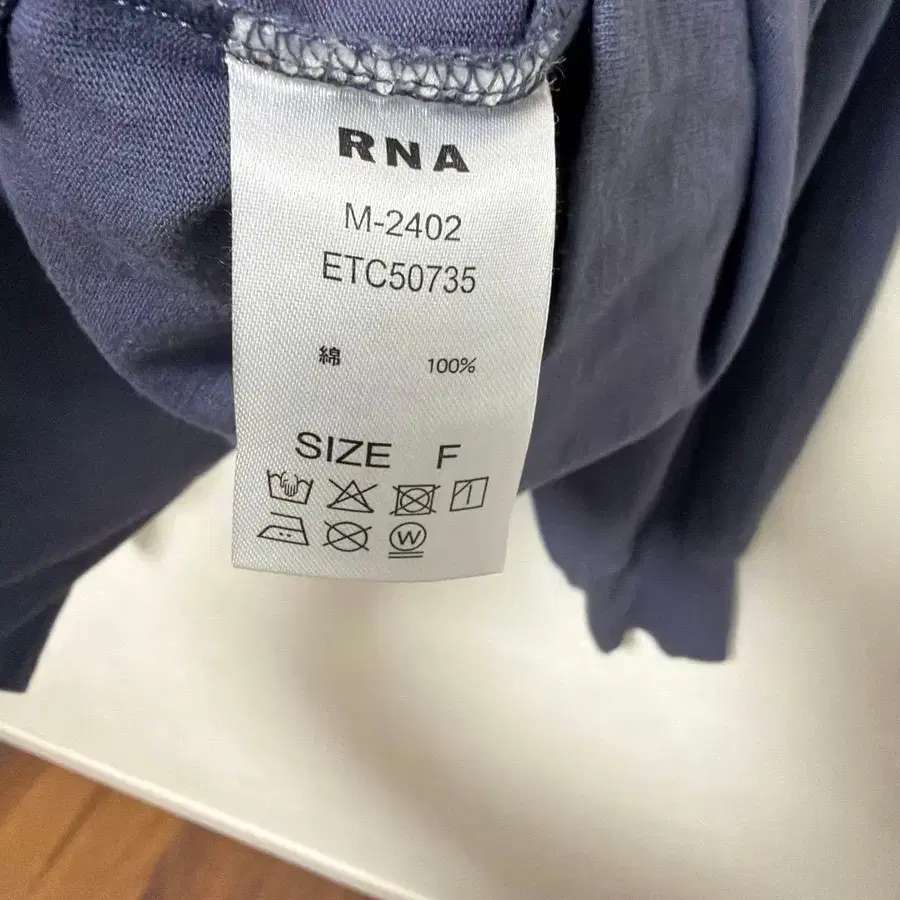 RNA
M-2402
ETC50735
綿 100%
SIZE F
W